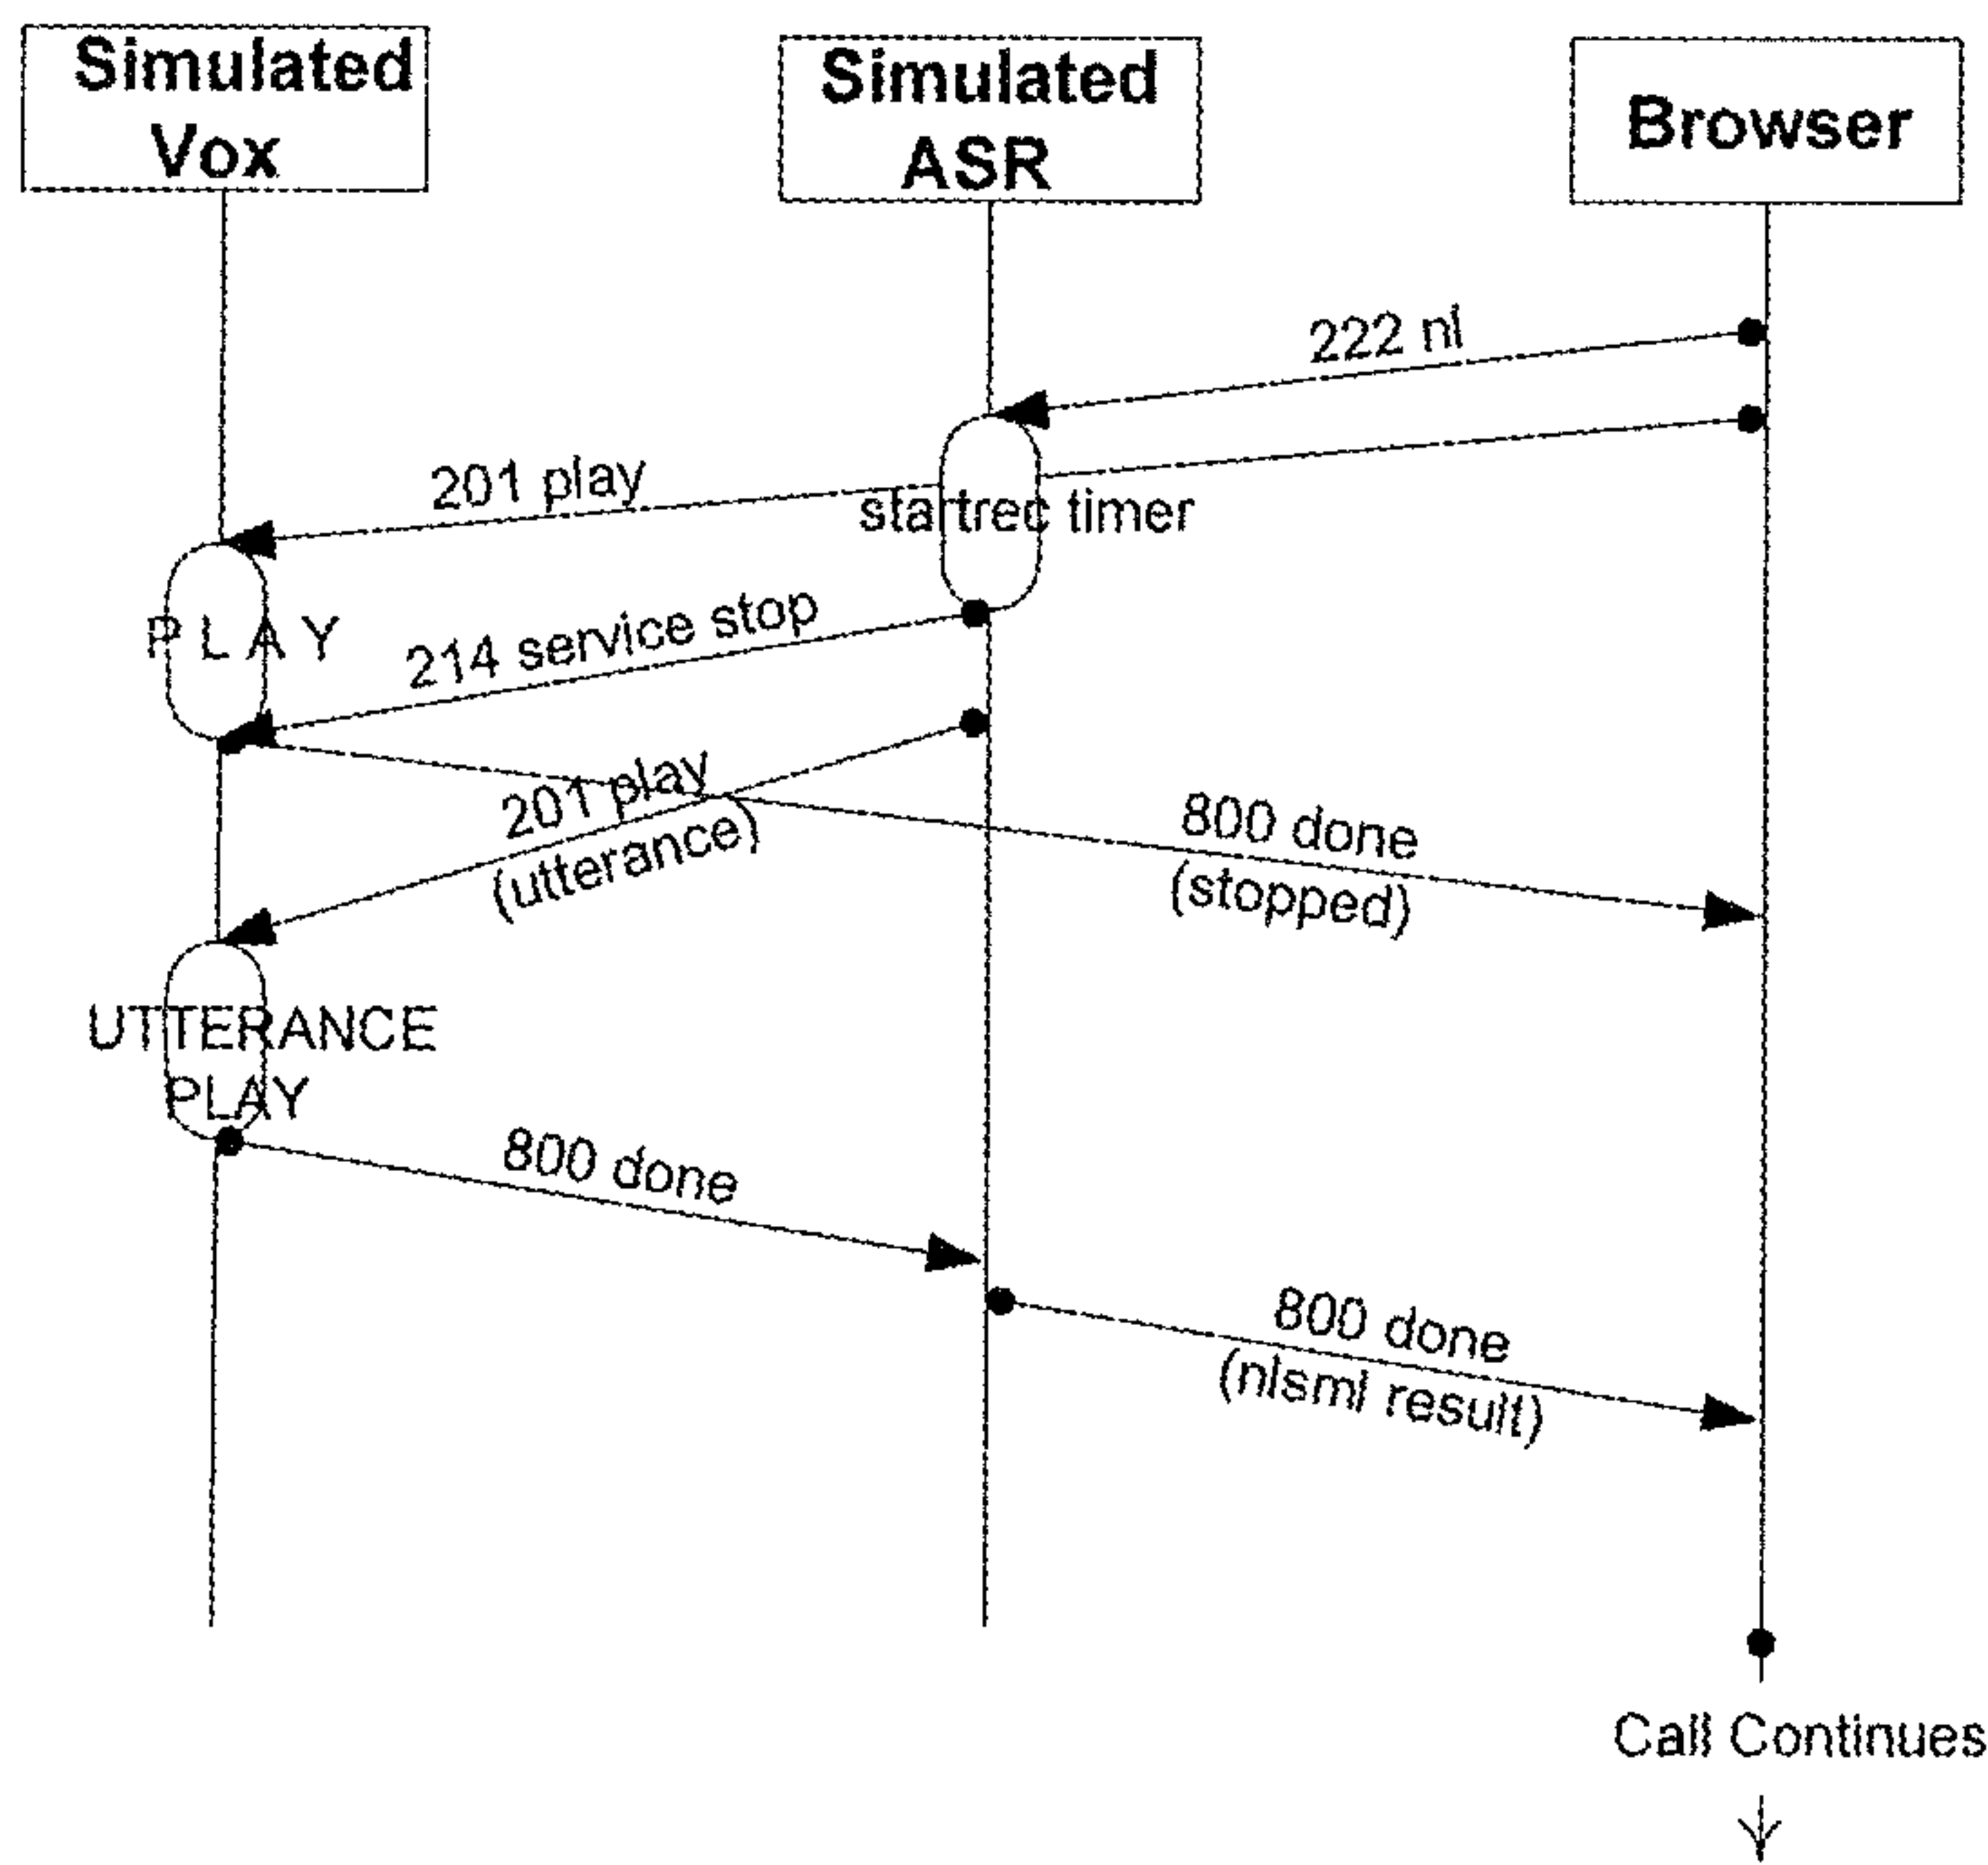 Simulated
Vox
Simulated
ASR
Browser
222 nl
201 play
startrec timer
P L A Y
214 service stop
201 play
(utterance)
800 done
(stopped)
UTTERANCE
PLAY
800 done
800 done
(nlsml result)
Call Continues